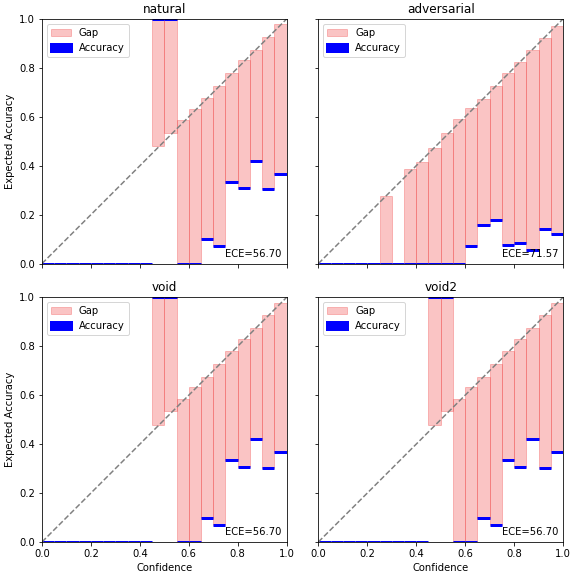 natural
adversarial
1.0
0.8
0.6
0.4
0.2
0.0
Expected Accuracy
Gap
Accuracy
ECE=56.70
Gap
Accuracy
ECE=71.57
void
void2
1.0
0.8
0.6
0.4
0.2
0.0
Expected Accuracy
Gap
Accuracy
ECE=56.70
Gap
Accuracy
ECE=56.70
0.0 0.2 0.4 0.6 0.8 1.0
0.0 0.2 0.4 0.6 0.8 1.0
Confidence
Confidence